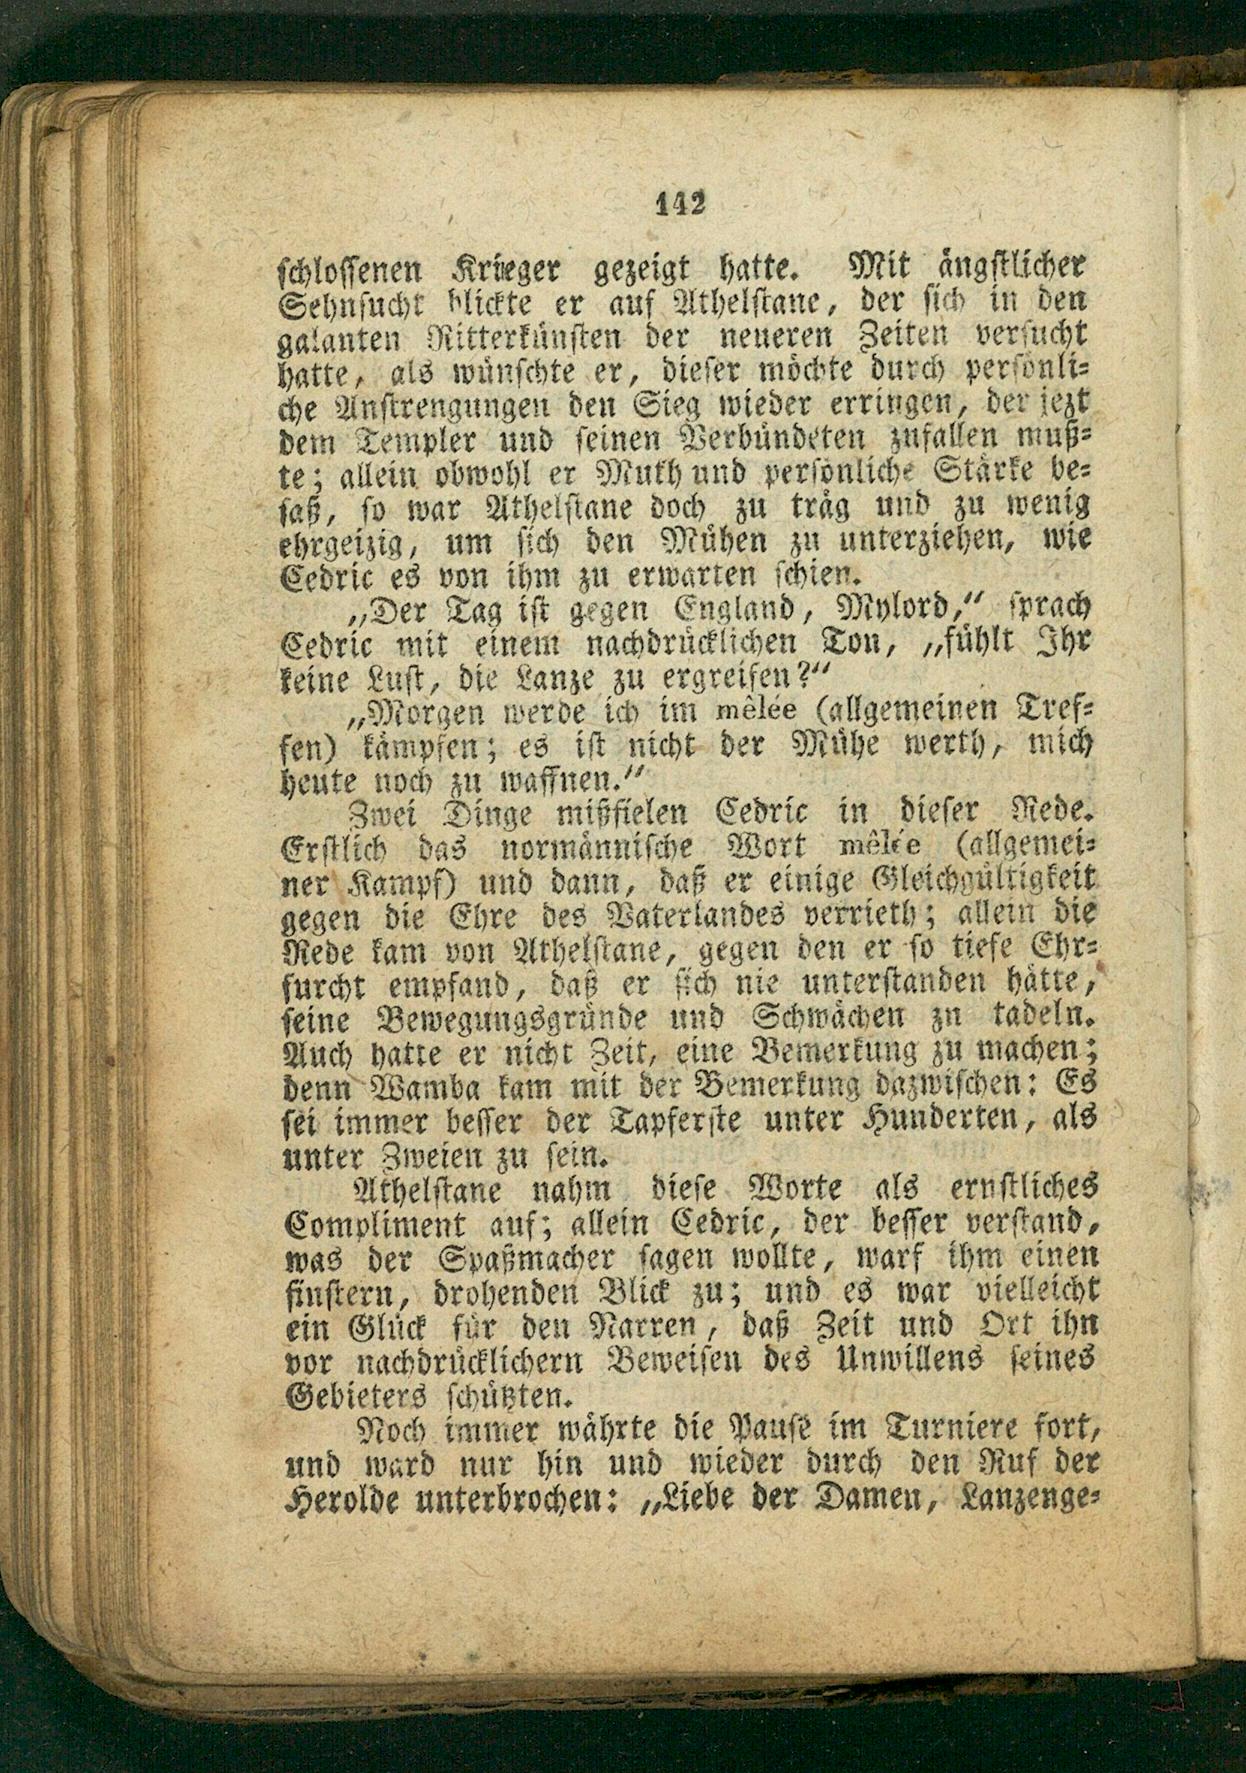 142
schlossenen Krieger gezeigt hatte. Mit ängstlicher
Sehnsucht blickte er auf Athelstane, der sich in den
galanten Ritterkünsten der neueren Zeiten versucht
hatte, als wünschte er, dieser möchte durch persönli-
che Anstrengungen den Sieg wieder erringen, der jezt
dem Templer und seinen Verbündeten zufallen muß-
te; allein obwohl er Muth und persönliche Stärke be-
saß, so war Athelstane doch zu träg und zu wenig
ehrgeizig, um sich den Mühen zu unterziehen, wie
Cedric es von ihm zu erwarten schien.
„Der Tag ist gegen England, Mylord,“ sprach
Cedric mit einem nachdrücklichen Ton, „fühlt Ihr
keine Lust, die Lanze zu ergreifen?“
„Morgen werde ich im mêlée (allgemeinen Tref-
fen) kämpfen; es ist nicht der Mühe werth, mich
heute noch zu waffnen.“
Zwei Dinge mißfielen Cedric in dieser Rede.
Erstlich das normännische Wort mêlée (allgemei-
ner Kampf) und dann, daß er einige Gleichgültigkeit
gegen die Ehre des Vaterlandes verrieth; allein die
Rede kam von Athelstane, gegen den er so tiefe Ehr-
furcht empfand, daß er sich nie unterstanden hätte,
seine Bewegungsgründe und Schwächen zu tadeln.
Auch hatte er nicht Zeit, eine Bemerkung zu machen;
denn Wamba kam mit der Bemerkung dazwischen: Es
sei immer besser der Tapferste unter Hunderten, als
unter Zweien zu sein.
Athelstane nahm diese Worte als ernstliches
Compliment auf; allein Cedric, der besser verstand,
was der Spaßmacher sagen wollte, warf ihm einen
finstern, drohenden Blick zu; und es war vielleicht
ein Glück für den Narren, daß Zeit und Ort ihn
vor nachdrücklichern Beweisen des Unwillens seines
Gebieters schützten.
Noch immer währte die Pause im Turniere fort,
und ward nur hin und wieder durch den Ruf der
Herolde unterbrochen: „Liebe der Damen, Lanzenge-